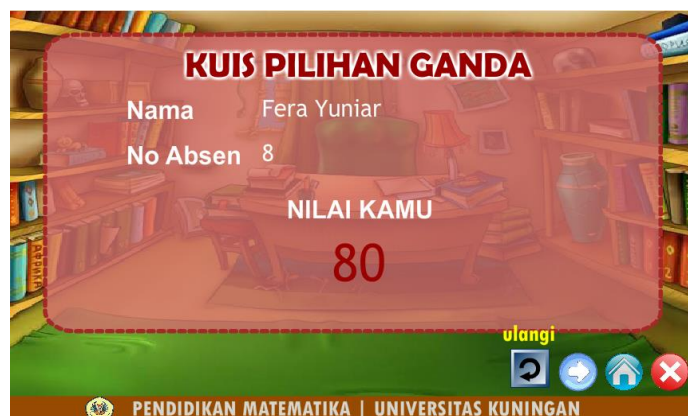 KUIS PILIHAN GANDA
Nama Fera Yuniar
No Absen 8
NILAI KAMU
80
ulangi
PENDIDIKAN MATEMATIKA | UNIVERSITAS KUNINGAN